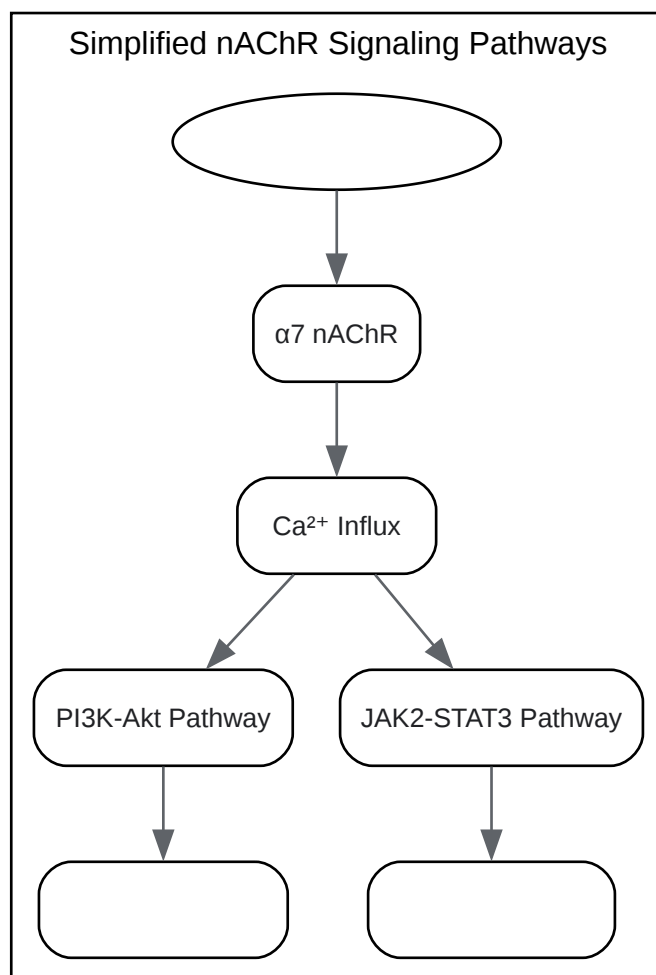 Simplified nAChR Signaling Pathways
α7 nAChR
Ca²⁺ Influx
PI3K-Akt Pathway
JAK2-STAT3 Pathway